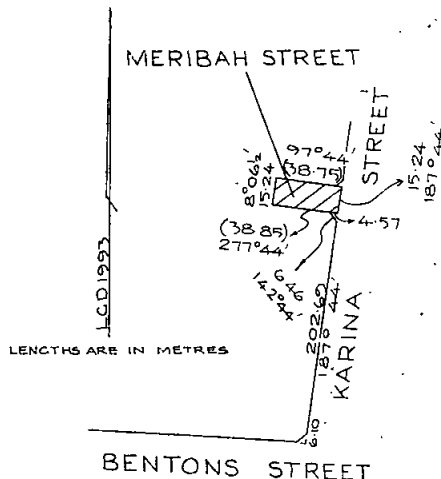 MERIBAH STREET
STREET
97°44'
(38.75)
8°06½'
15.24
15.24
187°44'
(38.85)
277°44'
4.57
6.46
142°44'
202.69
187°44'
KARINA
LCD1993
LENGTHS ARE IN METRES
6.10
BENTONS STREET